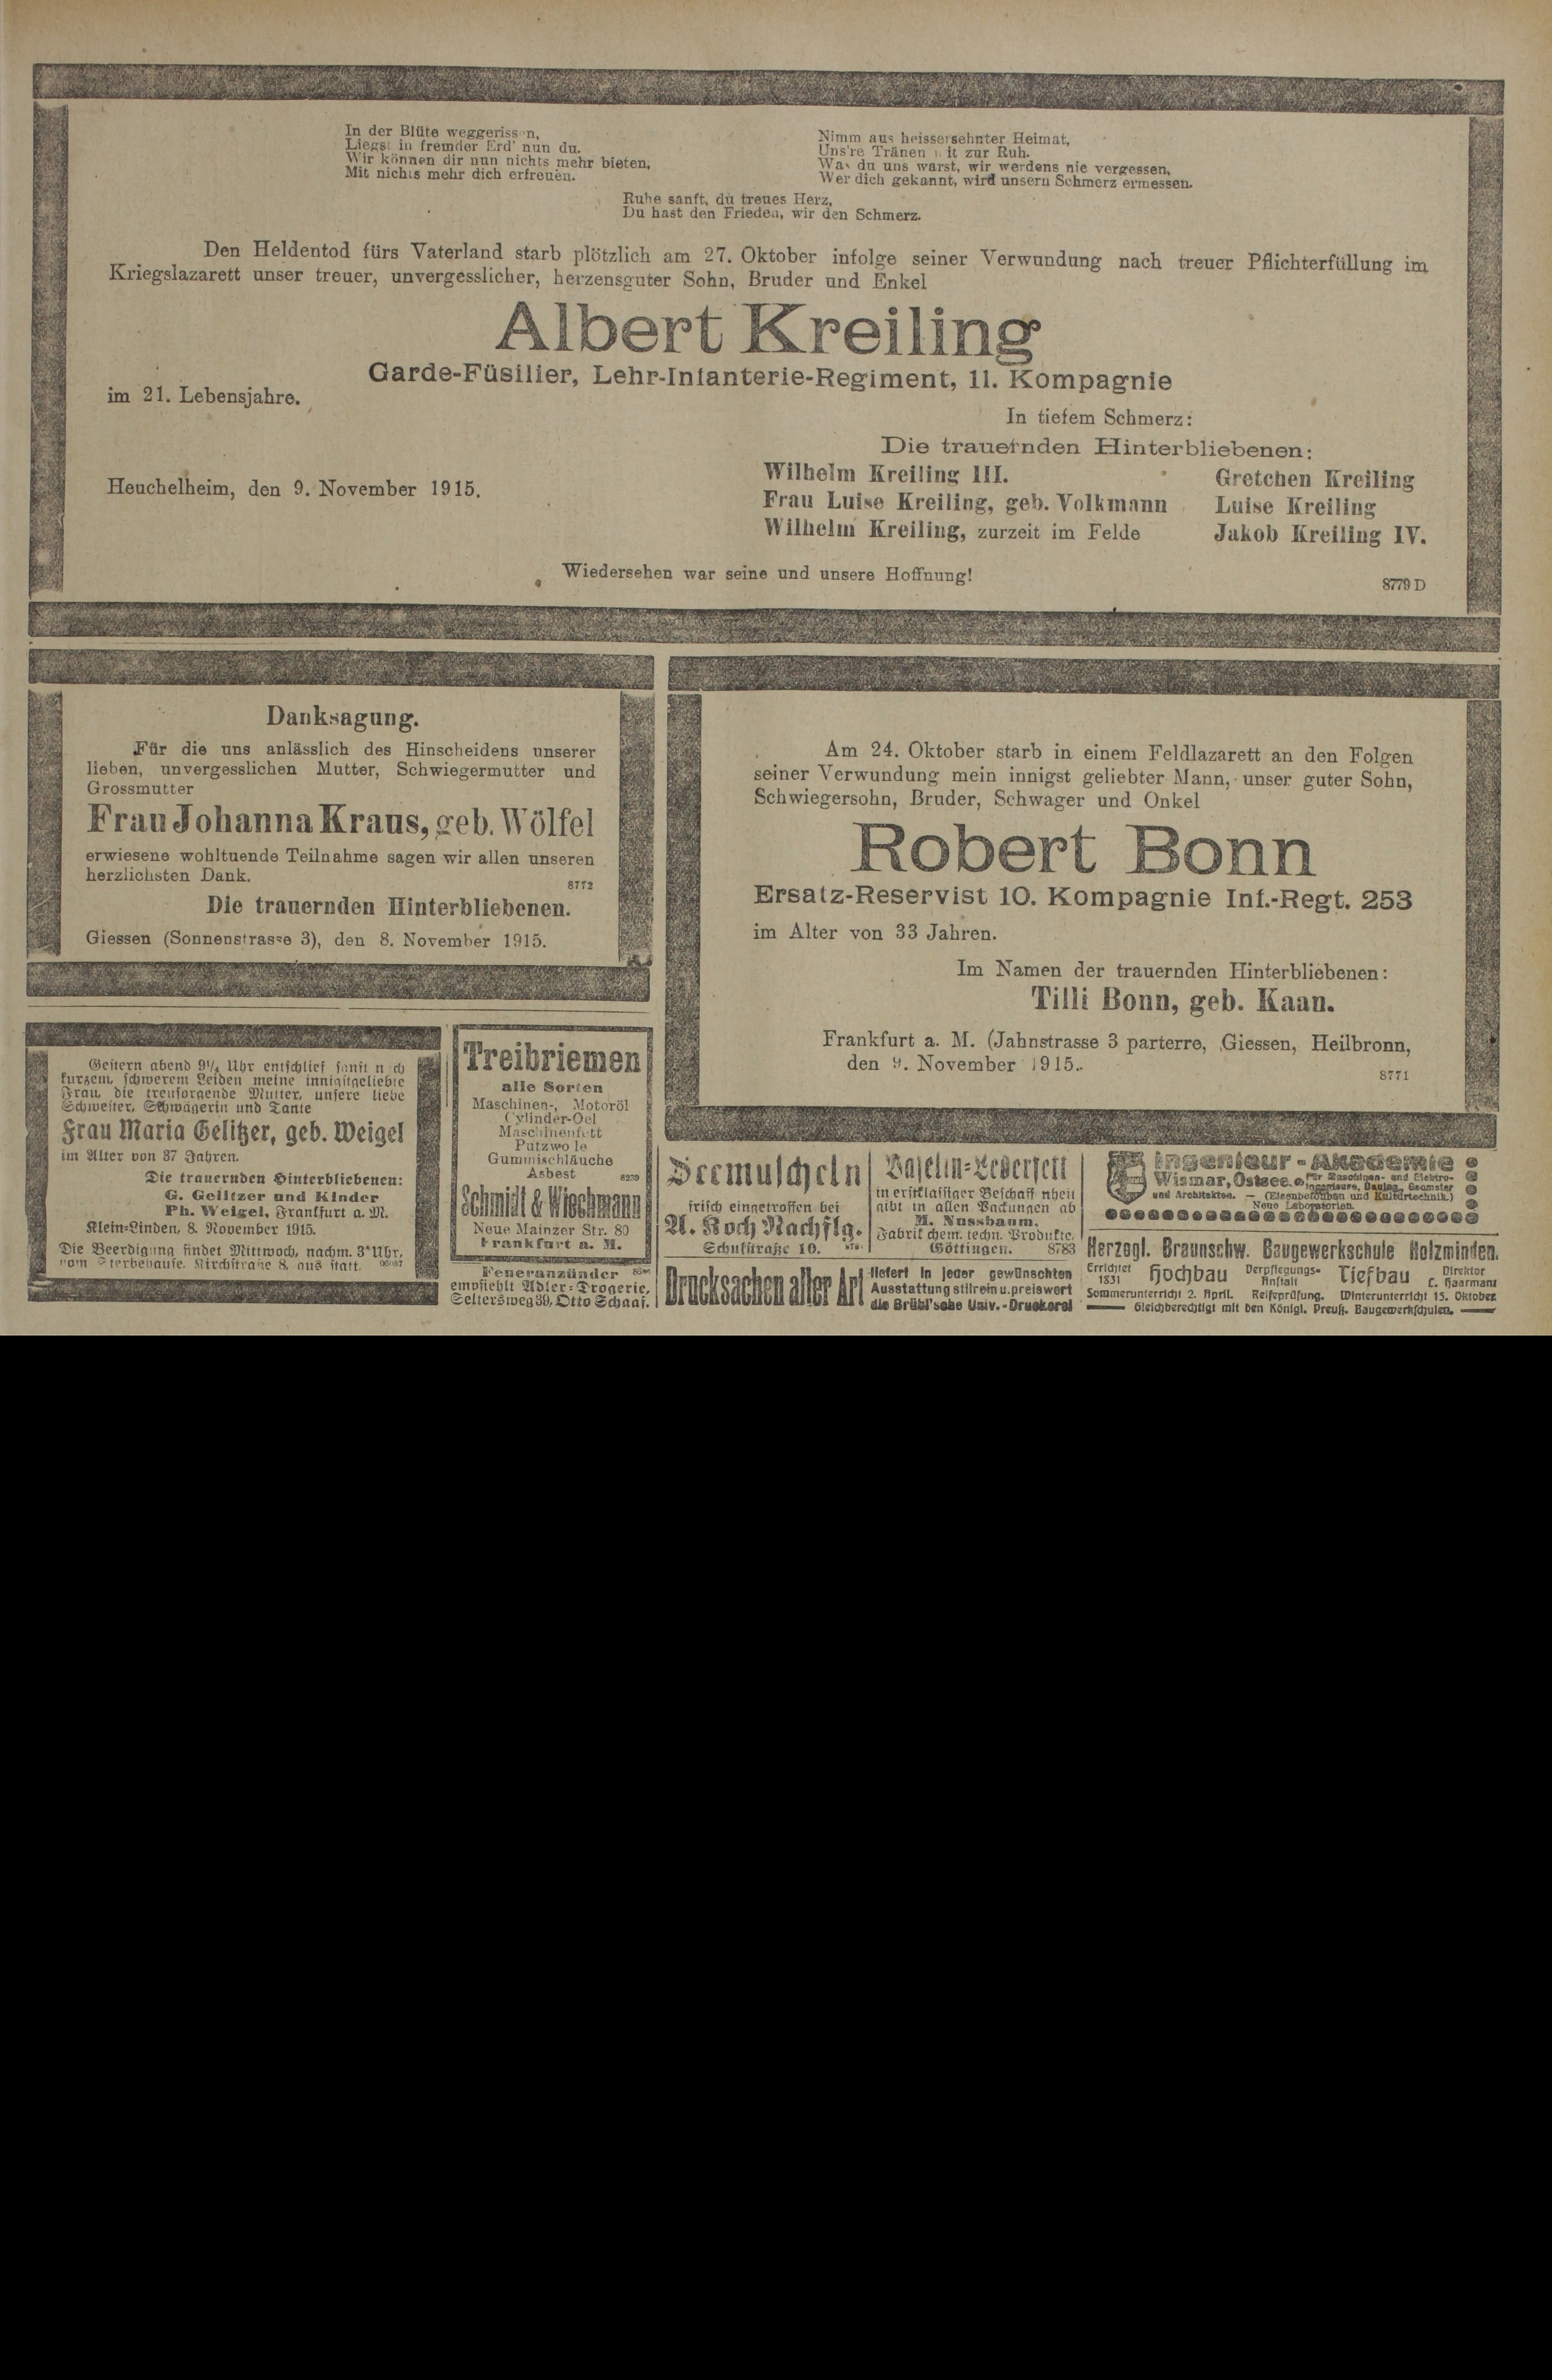 In der Blüte weggerissen,
Liegst in fremder Erd' nun du.
Wir können dir nun nichts mehr bieten,
Mit nichts mehr dich erfreuen.
Nimm aus heissersehnter Heimat,
Uns're Tränen mit zur Ruh.
Was du uns warst, wir werdens nie vergessen,
Wer dich gekannt, wird unsern Schmerz ermessen.
Ruhe sanft, du treues Herz,
Du hast den Frieden, wir den Schmerz.
Den Heldentod fürs Vaterland starb plötzlich am 27. Oktober infolge seiner Verwundung nach treuer Pflichterfüllung im
Kriegslazarett unser treuer, unvergesslicher, herzensguter Sohn, Bruder und Enkel
Albert Kreiling
Garde-Füsilier, Lehr-Infanterie-Regiment, 11. Kompagnie
im 21. Lebensjahre.
In tiefem Schmerz:
Die trauernden Hinterbliebenen:
Wilhelm Kreiling III.
Frau Luise Kreiling, geb. Volkmann
Wilhelm Kreiling, zurzeit im Felde
Gretchen Kreiling
Luise Kreiling
Jakob Kreiling IV.
Heuchelheim, den 9. November 1915.
Wiedersehen war seine und unsere Hoffnung!
8779 D
Danksagung.
Für die uns anlässlich des Hinscheidens unserer
lieben, unvergesslichen Mutter, Schwiegermutter und
Grossmutter
Frau Johanna Kraus, geb. Wölfel
erwiesene wohltuende Teilnahme sagen wir allen unseren
herzlichsten Dank.
8772
Die trauernden Hinterbliebenen.
Giessen (Sonnenstrasse 3), den 8. November 1915.
Am 24. Oktober starb in einem Feldlazarett an den Folgen
seiner Verwundung mein innigst geliebter Mann, unser guter Sohn,
Schwiegersohn, Bruder, Schwager und Onkel
Robert Bonn
Ersatz-Reservist 10. Kompagnie Inf.-Regt. 253
im Alter von 33 Jahren.
Im Namen der trauernden Hinterbliebenen:
Tilli Bonn, geb. Kaan.
Frankfurt a. M. (Jahnstrasse 3 parterre, Giessen, Heilbronn,
den 9. November 1915.
8771
Gestern abend 9¼ Uhr entschlief sanft nach
kurzem, schwerem Leiden meine innigstgeliebte
Frau, die treusorgende Mutter, unsere liebe
Schwester, Schwägerin und Tante
Frau Maria Gelitzer, geb. Weigel
im Alter von 37 Jahren.
Die trauernden Hinterbliebenen:
G. Gelitzer und Kinder
Ph. Weigel, Frankfurt a. M.
Klein-Linden, 8. November 1915.
Die Beerdigung findet Mittwoch, nachm. 3 Uhr,
vom Sterbehause, Kirchstraße 8, aus statt.
Treibriemen
alle Sorten
Maschinen-, Motoröl
Cylinder-Oel
Maschinenfett
Putzwolle
Gummischläuche
Asbest
8239
Schmidt & Wiechmann
Neue Mainzer Str. 80
Frankfurt a. M.
Feueranzünder
empfiehlt Adler-Drogerie,
Seltersweg 39, Otto Schaaf.
Seemuscheln
frisch eingetroffen bei
A. Koch Nachflg.
Schulstraße 10.
Vaselin-Lederfett
in erstklassiger Beschaffenheit
gibt in allen Packungen ab
M. Nussbaum,
Fabrik chem. techn. Produkte,
Göttingen. 8783
Drucksachen aller Art
liefert in jeder gewünschten
Ausstattung stilrein u. preiswert
die Brühl'sche Univ.-Druckerei
Ingenieur-Akademie
Wismar, Ostsee.
Für Maschinen- und Elektro-
Ingenieure, Bauing., Geometer
und Architekten. — (Eisenbetonbau und Kulturtechnik.)
Neue Laboratorien.
Herzogl. Braunschw. Baugewerkschule Holzminden.
Errichtet
1831
Hochbau
Verpflegungs-
Anstalt
Tiefbau
Direktor
L. Haarmann
Sommerunterricht 2. April. Reifeprüfung. Winterunterricht 15. Oktober.
Gleichberechtigt mit den Königl. Preuß. Baugewerkschulen.